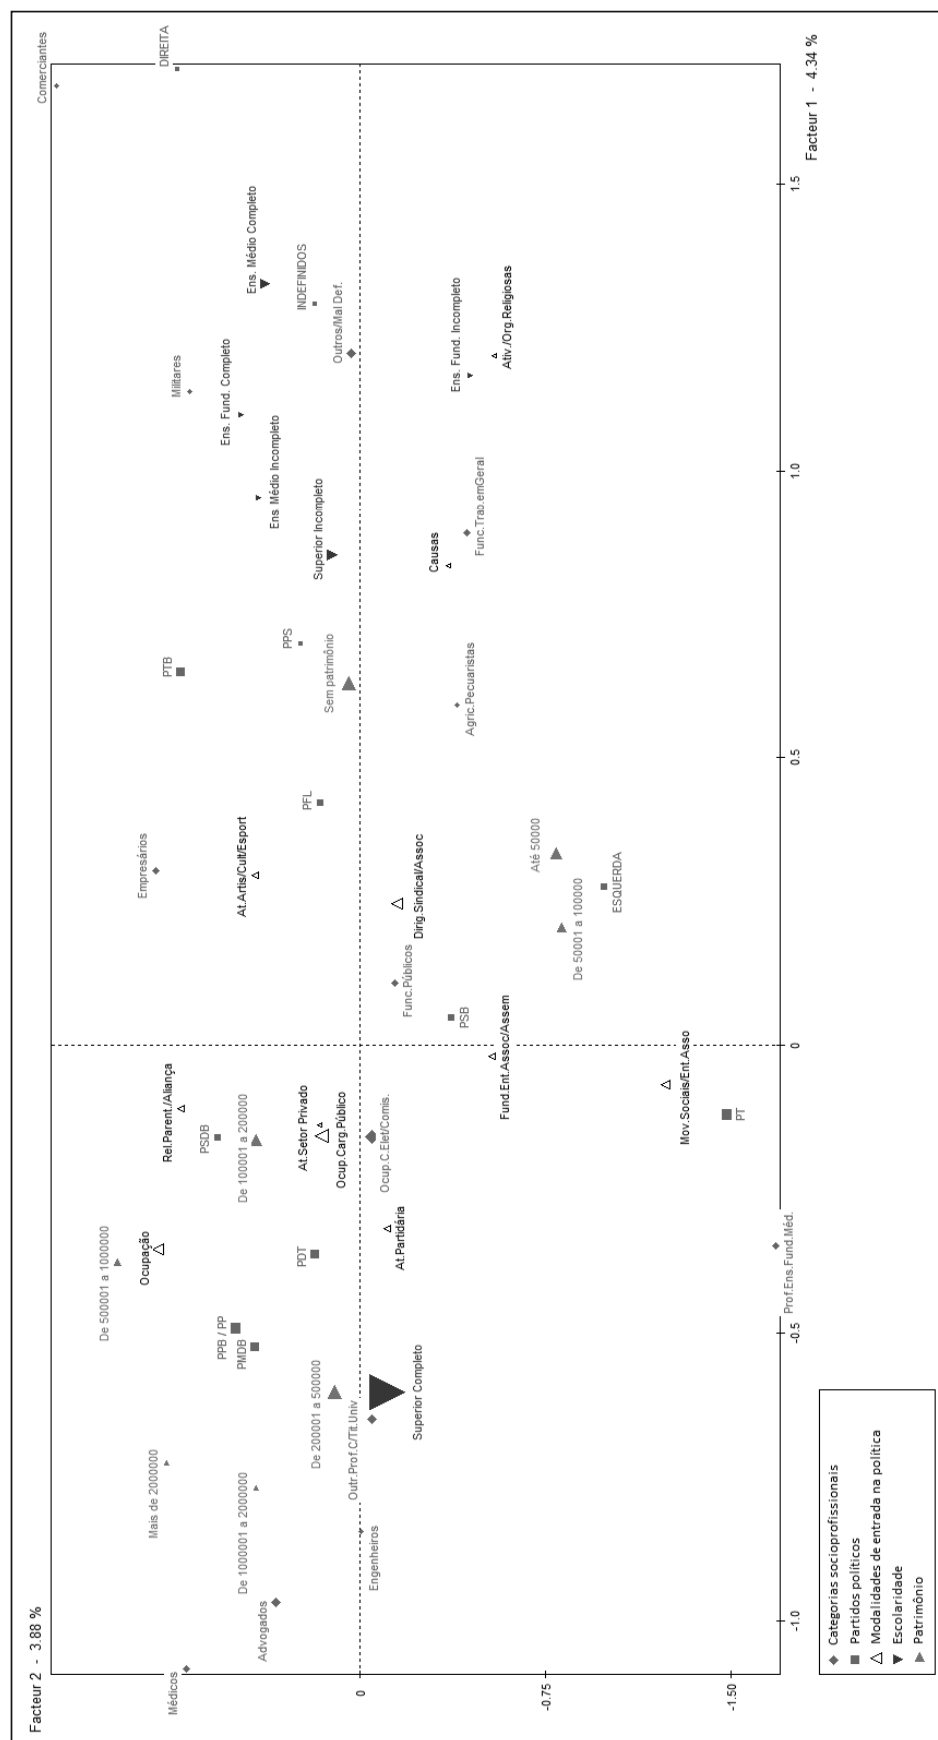 Facteur 2 - 3.88 %
Comerciantes
DIREITA
Médicos
Mais de 2000000
De 500001 a 1000000
Ocupação
Rel.Parent./Aliança
Empresários
PTB
Militares
Ens. Médio Completo
Advogados
De 1000001 a 2000000
PPB / PP
PMDB
PSDB
De 100001 a 200000
At.Artis/Cult/Esport
Ens. Fund. Completo
Ens. Médio Incompleto
De 200001 a 500000
PDT
At.Setor Privado
Ocup.Carg.Público
PFL
PPS
Sem patrimônio
Superior Incompleto
INDEFINIDOS
Outros/Mal Def.
0
Engenheiros
Outr.Prof.C/Tit.Univ
Superior Completo
At.Partidária
Ocup.C.Elet/Comis.
Func.Públicos
Dirig.Sindical/Assoc
Agric.Pecuaristas
Causas
Func.Trab.emGeral
Ens. Fund. Incompleto
Ativ./Org.Religiosas
PSB
Fund.Ent.Assoc/Assem
-0.75
De 50001 a 100000
Até 50000
ESQUERDA
Mov.Sociais/Ent.Asso
-1.50
PT
Prof.Ens.Fund.Méd.
-1.0
-0.5
0
0.5
1.0
1.5
Facteur 1 - 4.34 %
Categorias socioprofissionais
Partidos políticos
Modalidades de entrada na política
Escolaridade
Patrimônio